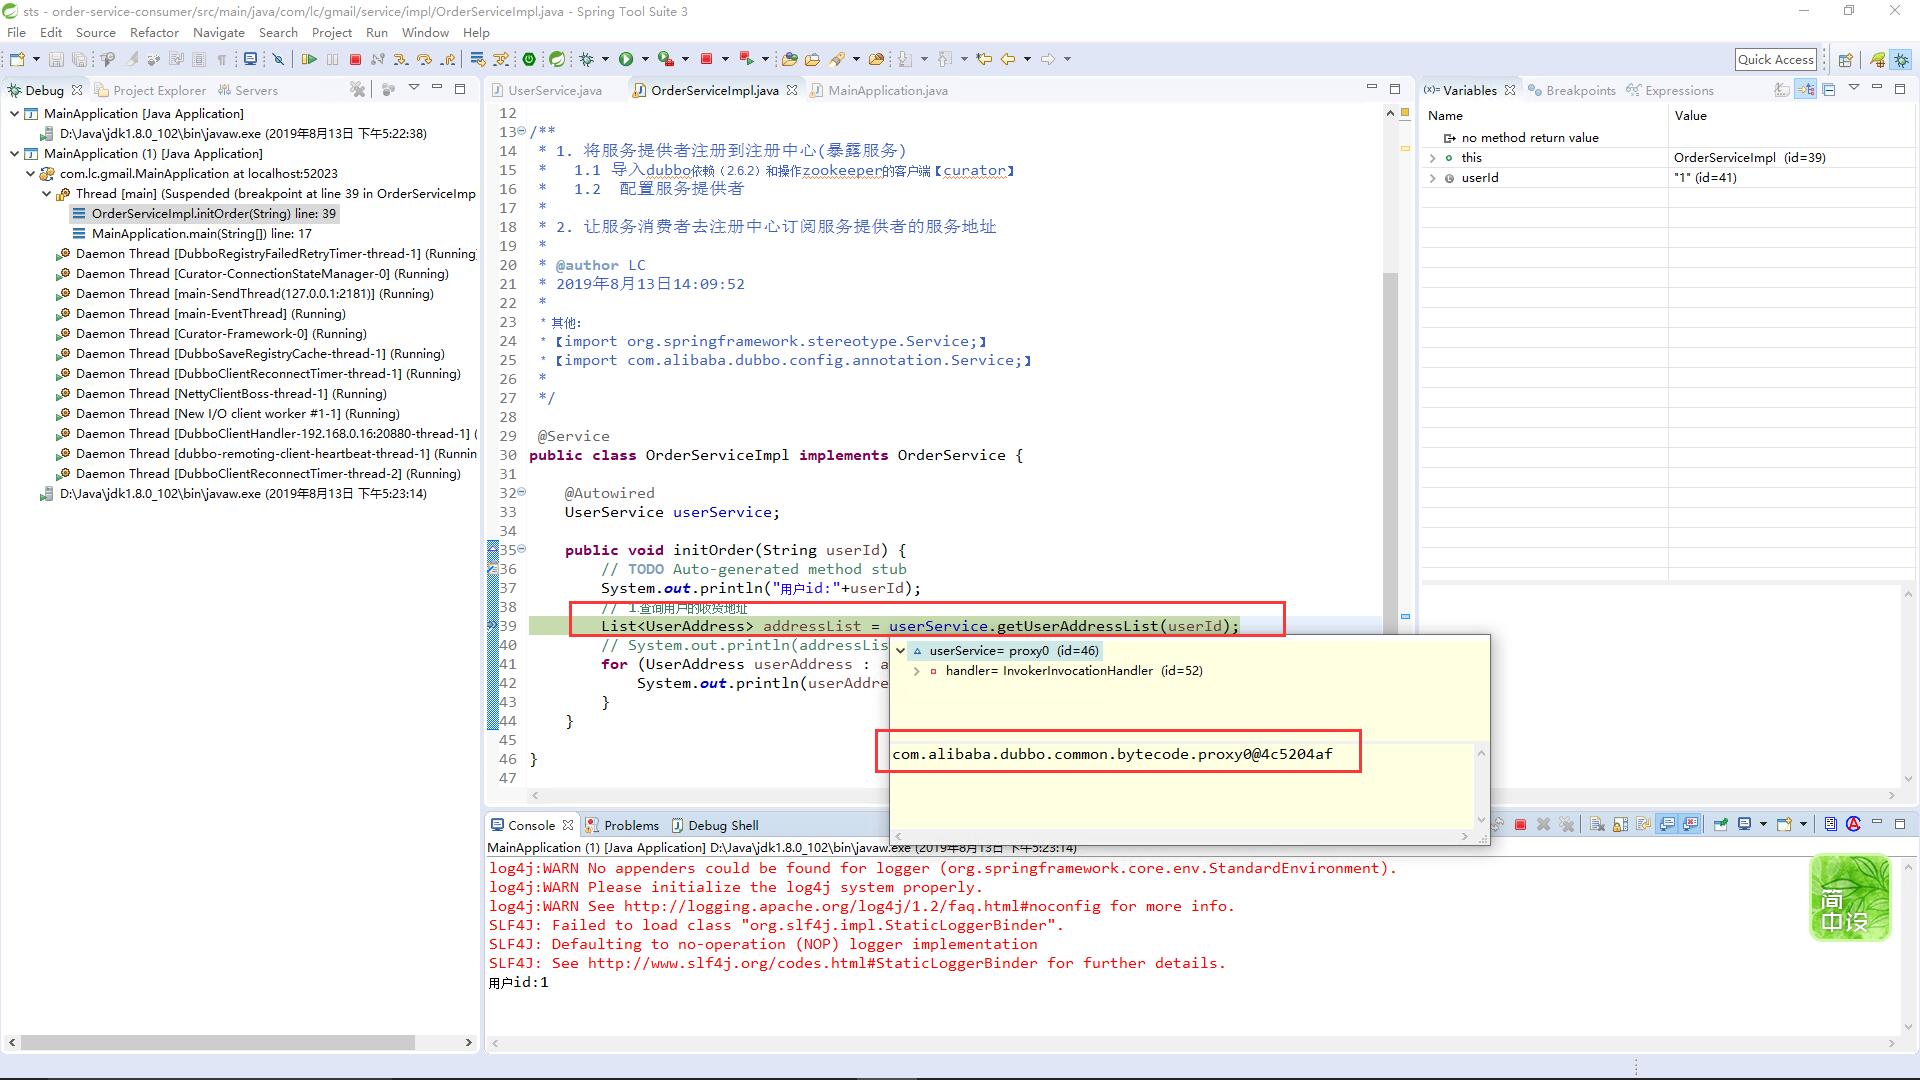 sts - order-service-consumer/src/main/java/com/lc/gmail/service/impl/OrderServiceImpl.java - Spring Tool Suite 3
File Edit Source Refactor Navigate Search Project Run Window Help
Quick Access
Debug Project Explorer Servers
MainApplication [Java Application]
D:\Java\jdk1.8.0_102\bin\javaw.exe (2019年8月13日 下午5:22:38)
MainApplication (1) [Java Application]
com.lc.gmail.MainApplication at localhost:52023
Thread [main] (Suspended (breakpoint at line 39 in OrderServiceImp
OrderServiceImpl.initOrder(String) line: 39
MainApplication.main(String[]) line: 17
Daemon Thread [DubboRegistryFailedRetryTimer-thread-1] (Running)
Daemon Thread [Curator-ConnectionStateManager-0] (Running)
Daemon Thread [main-SendThread(127.0.0.1:2181)] (Running)
Daemon Thread [main-EventThread] (Running)
Daemon Thread [Curator-Framework-0] (Running)
Daemon Thread [DubboSaveRegistryCache-thread-1] (Running)
Daemon Thread [DubboClientReconnectTimer-thread-1] (Running)
Daemon Thread [NettyClientBoss-thread-1] (Running)
Daemon Thread [New I/O client worker #1-1] (Running)
Daemon Thread [DubboClientHandler-192.168.0.16:20880-thread-1] (
Daemon Thread [dubbo-remoting-client-heartbeat-thread-1] (Runnin
Daemon Thread [DubboClientReconnectTimer-thread-2] (Running)
D:\Java\jdk1.8.0_102\bin\javaw.exe (2019年8月13日 下午5:23:14)
UserService.java OrderServiceImpl.java MainApplication.java
12
13 /**
14 * 1. 将服务提供者注册到注册中心(暴露服务)
15 * 1.1 导入dubbo依赖（2.6.2）和操作zookeeper的客户端【curator】
16 * 1.2 配置服务提供者
17 *
18 * 2. 让服务消费者去注册中心订阅服务提供者的服务地址
19 *
20 * @author LC
21 * 2019年8月13日14:09:52
22 *
23 * 其他:
24 *【import org.springframework.stereotype.Service;】
25 *【import com.alibaba.dubbo.config.annotation.Service;】
26 *
27 */
28
29 @Service
30 public class OrderServiceImpl implements OrderService {
31
32 @Autowired
33 UserService userService;
34
35 public void initOrder(String userId) {
36 // TODO Auto-generated method stub
37 System.out.println("用户id:"+userId);
38 // 1.查询用户的收货地址
39 List<UserAddress> addressList = userService.getUserAddressList(userId);
40 // System.out.println(addressLis
41 for (UserAddress userAddress : a
42 System.out.println(userAddre
43 }
44 }
45
46 }
47
userService= proxy0 (id=46)
handler= InvokerInvocationHandler (id=52)
com.alibaba.dubbo.common.bytecode.proxy0@4c5204af
(x)= Variables Breakpoints Expressions
Name Value
no method return value
this OrderServiceImpl (id=39)
userId "1" (id=41)
Console Problems Debug Shell
MainApplication (1) [Java Application] D:\Java\jdk1.8.0_102\bin\javaw.exe (2019年8月13日 下午5:23:14)
log4j:WARN No appenders could be found for logger (org.springframework.core.env.StandardEnvironment).
log4j:WARN Please initialize the log4j system properly.
log4j:WARN See http://logging.apache.org/log4j/1.2/faq.html#noconfig for more info.
SLF4J: Failed to load class "org.slf4j.impl.StaticLoggerBinder".
SLF4J: Defaulting to no-operation (NOP) logger implementation
SLF4J: See http://www.slf4j.org/codes.html#StaticLoggerBinder for further details.
用户id:1
简
中设